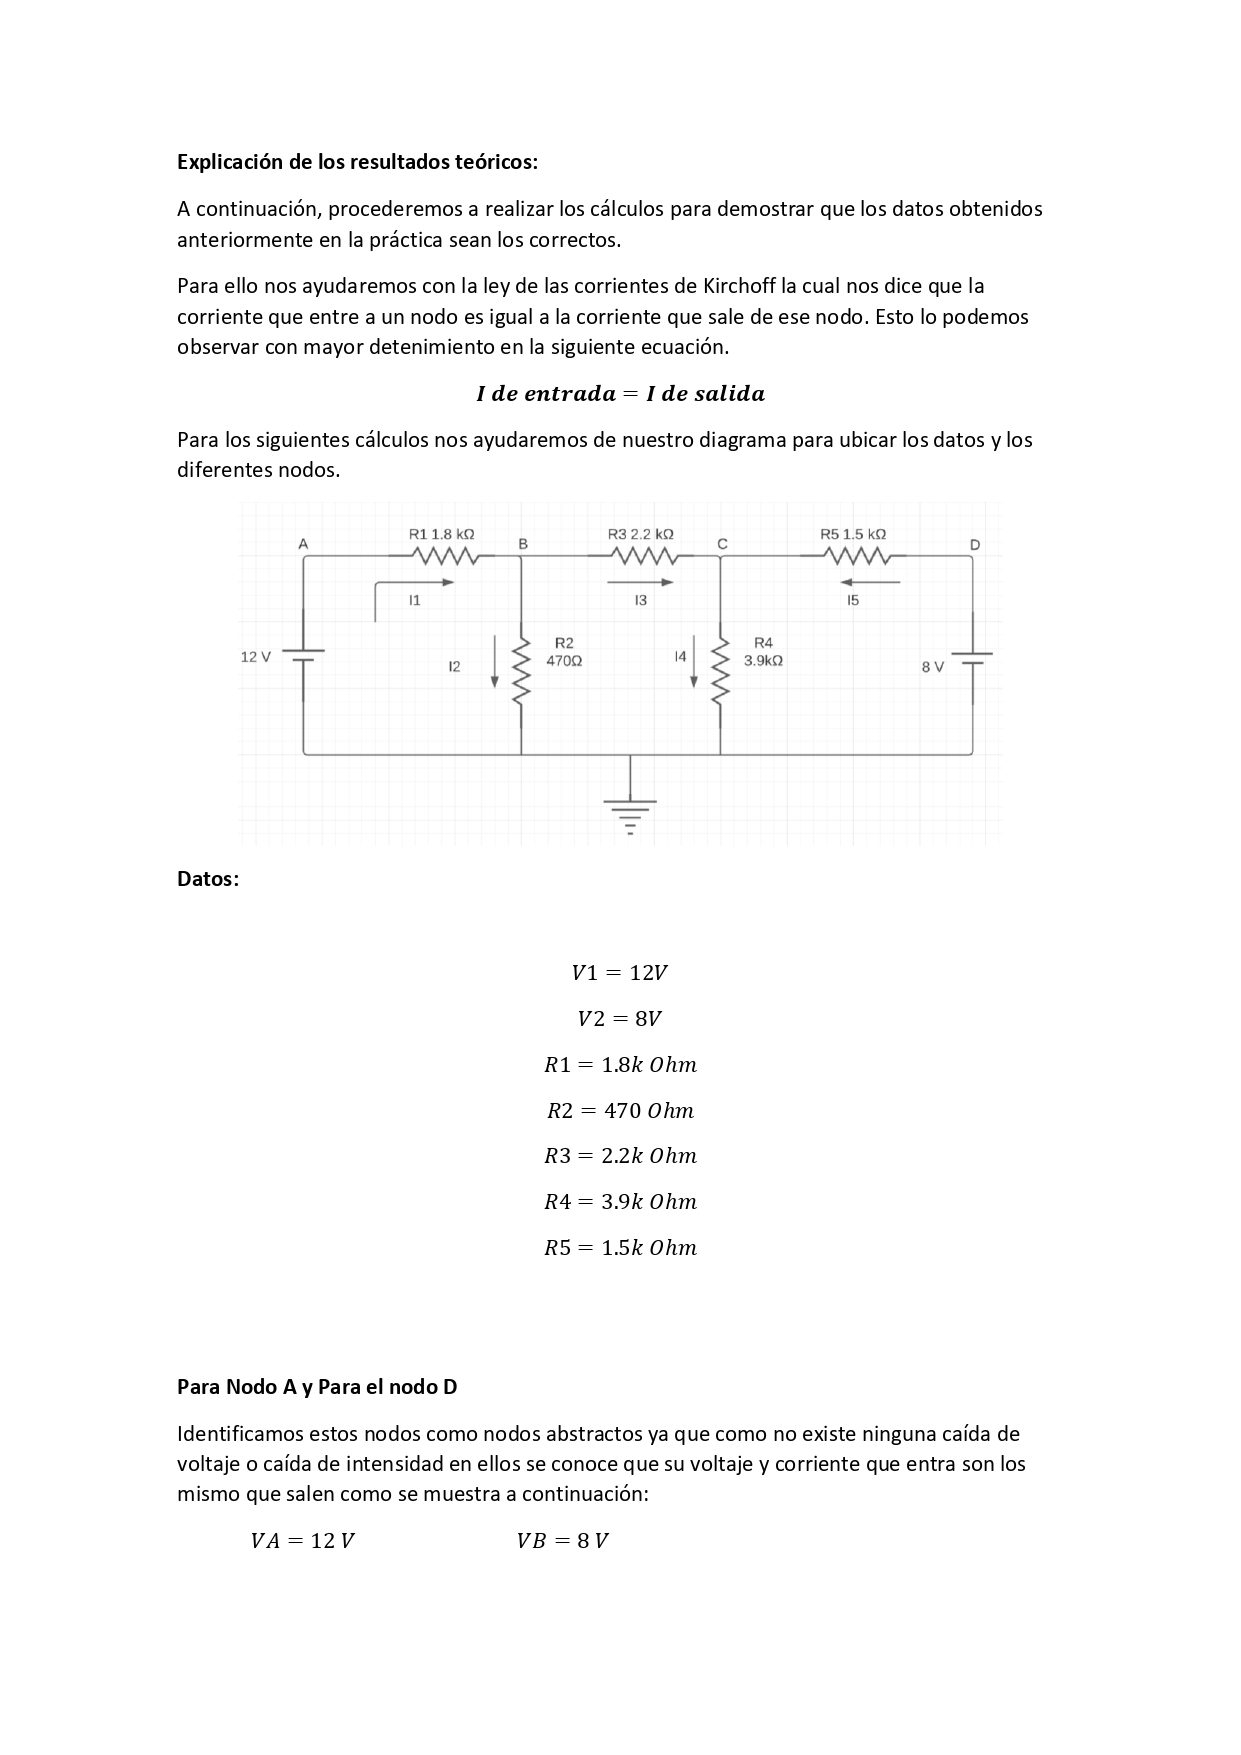 Explicación de los resultados teóricos:
A continuación, procederemos a realizar los cálculos para demostrar que los datos obtenidos
anteriormente en la práctica sean los correctos.
Para ello nos ayudaremos con la ley de las corrientes de Kirchoff la cual nos dice que la
corriente que entre a un nodo es igual a la corriente que sale de ese nodo. Esto lo podemos
observar con mayor detenimiento en la siguiente ecuación.
I de entrada = I de salida
Para los siguientes cálculos nos ayudaremos de nuestro diagrama para ubicar los datos y los
diferentes nodos.
A R1 1.8 kΩ B R3 2.2 kΩ C R5 1.5 kΩ D
I1 I3 I5
12 V I2 R2 I4 R4 8 V
470Ω 3.9kΩ
Datos:
V1 = 12V
V2 = 8V
R1 = 1.8k Ohm
R2 = 470 Ohm
R3 = 2.2k Ohm
R4 = 3.9k Ohm
R5 = 1.5k Ohm
Para Nodo A y Para el nodo D
Identificamos estos nodos como nodos abstractos ya que como no existe ninguna caída de
voltaje o caída de intensidad en ellos se conoce que su voltaje y corriente que entra son los
mismo que salen como se muestra a continuación:
VA = 12 V VB = 8 V